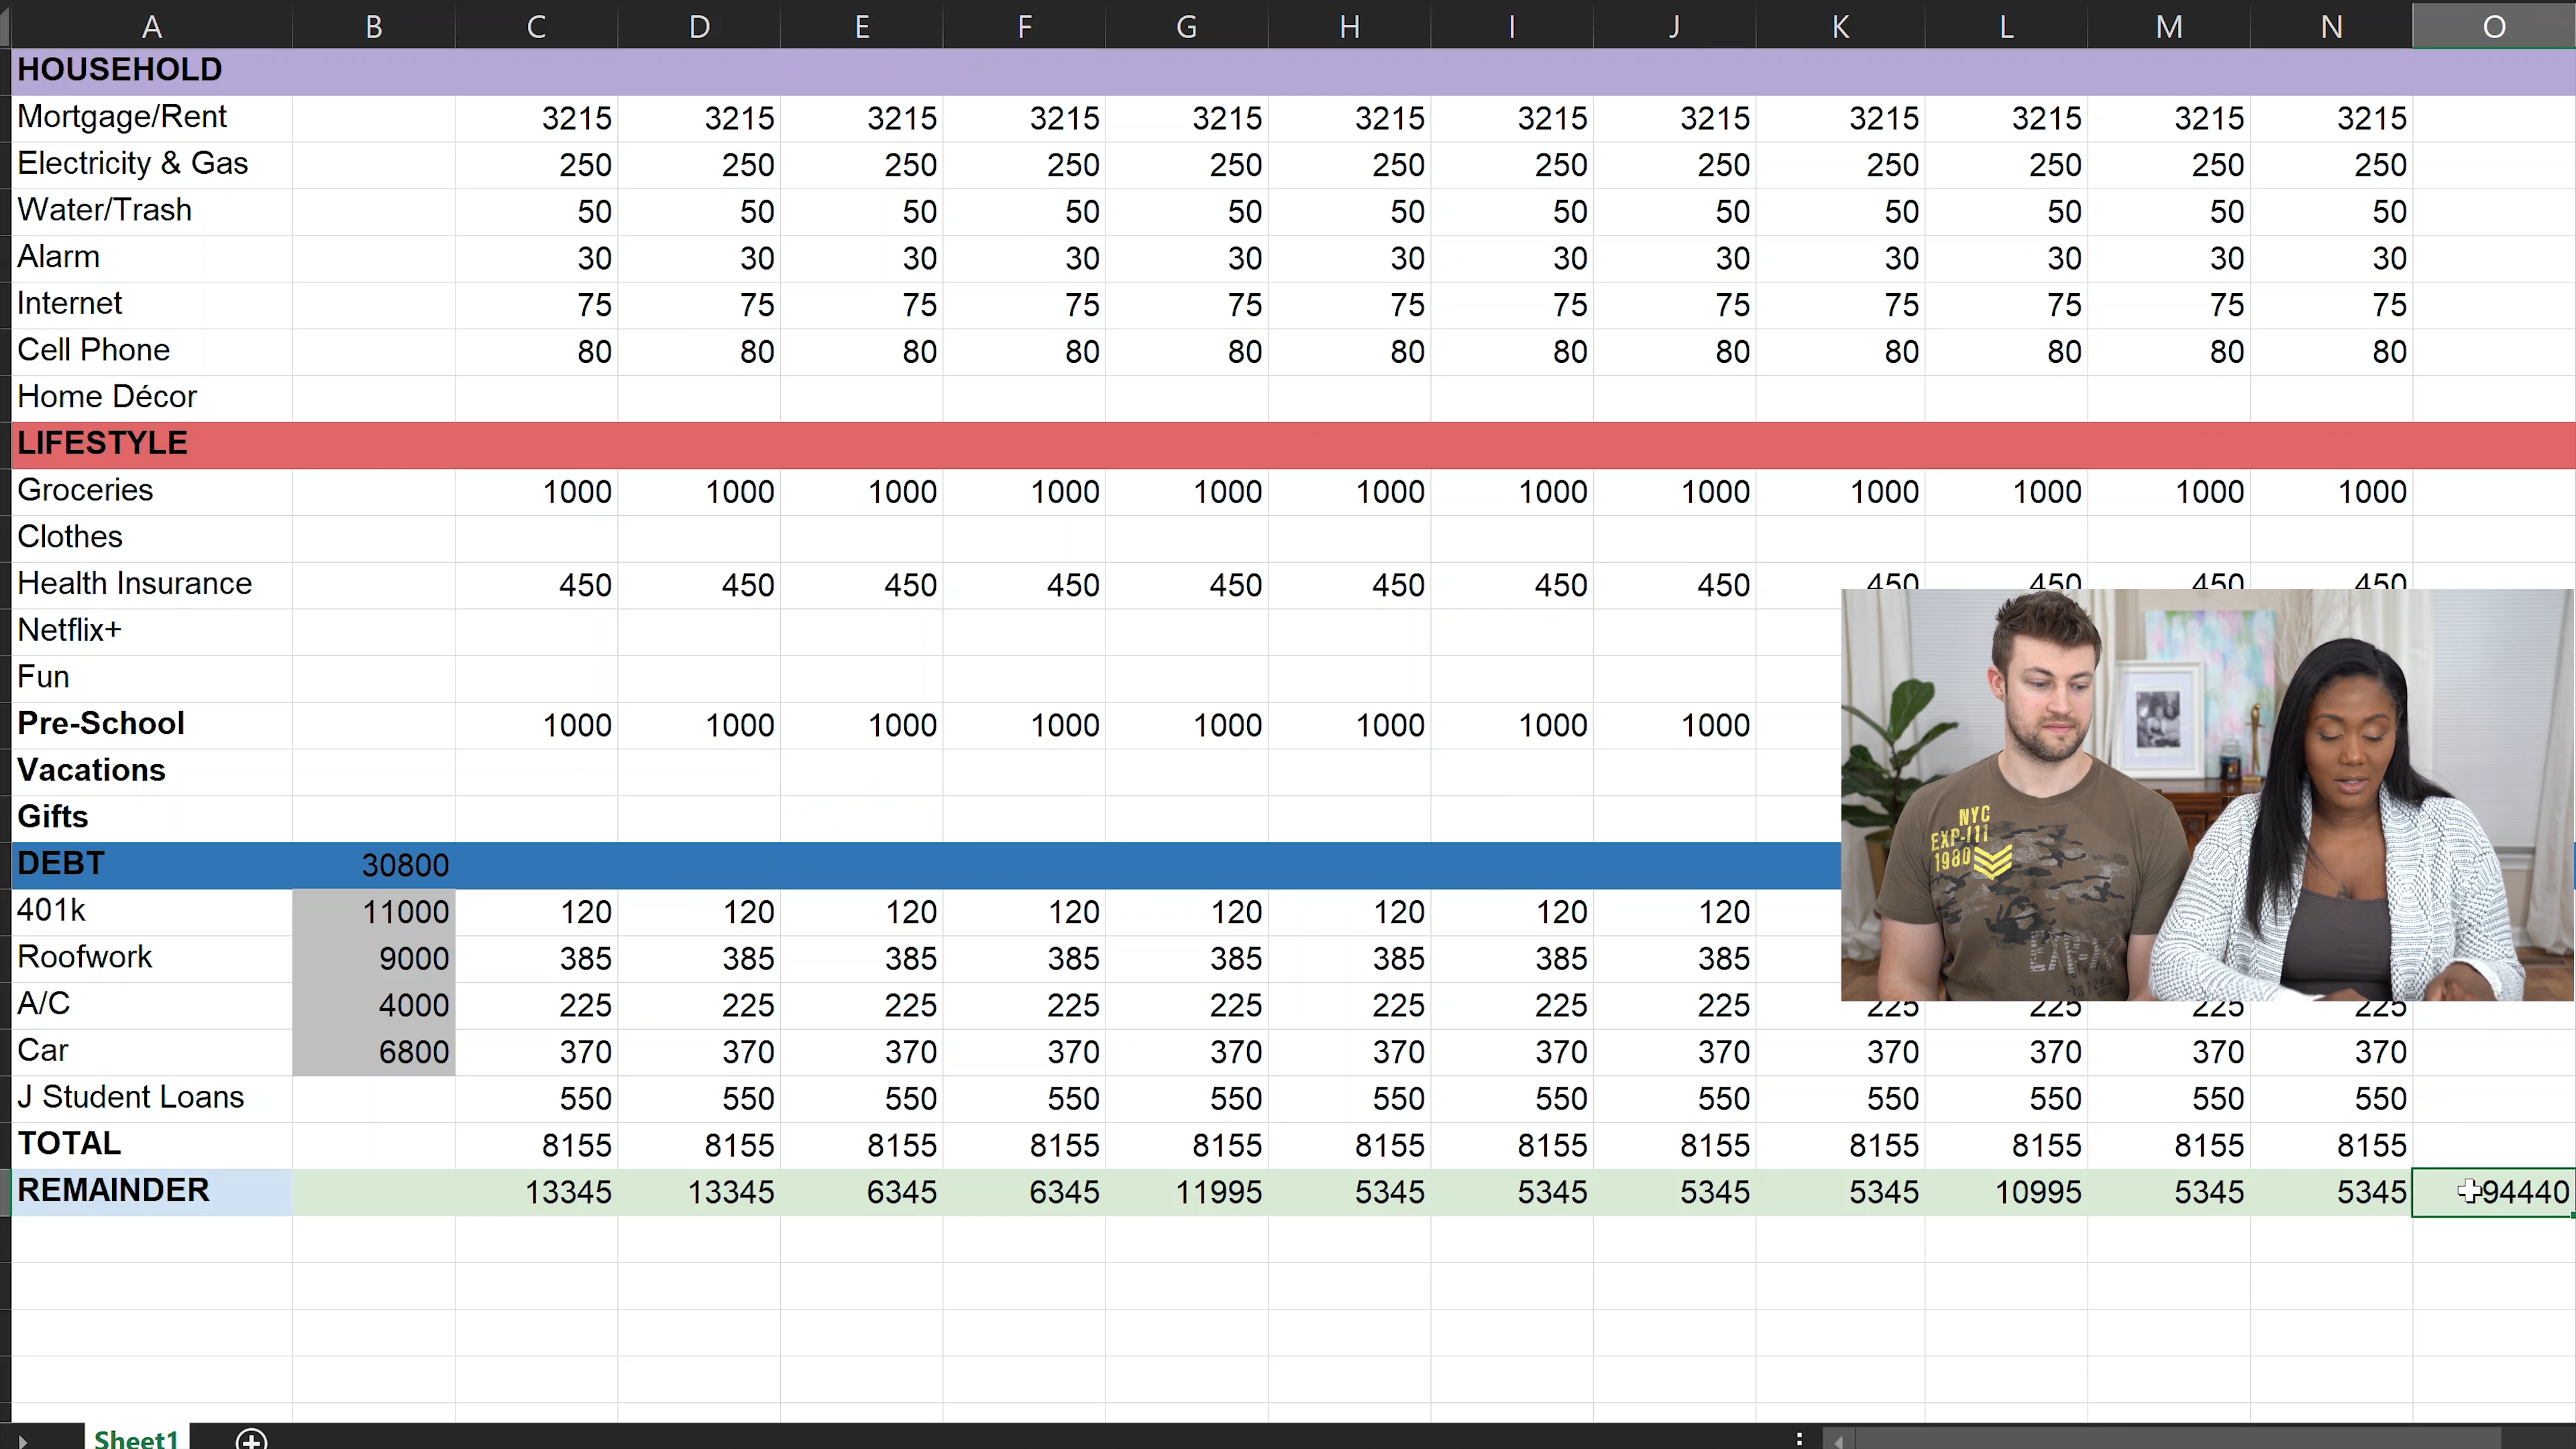 A B C D E F G H I J K L M N O
HOUSEHOLD
Mortgage/Rent 3215 3215 3215 3215 3215 3215 3215 3215 3215 3215 3215 3215
Electricity & Gas 250 250 250 250 250 250 250 250 250 250 250 250
Water/Trash 50 50 50 50 50 50 50 50 50 50 50 50
Alarm 30 30 30 30 30 30 30 30 30 30 30 30
Internet 75 75 75 75 75 75 75 75 75 75 75 75
Cell Phone 80 80 80 80 80 80 80 80 80 80 80 80
Home Décor
LIFESTYLE
Groceries 1000 1000 1000 1000 1000 1000 1000 1000 1000 1000 1000 1000
Clothes
Health Insurance 450 450 450 450 450 450 450 450 450 450 450 450
Netflix+
Fun
Pre-School 1000 1000 1000 1000 1000 1000 1000 1000
Vacations
Gifts
NYC
EXP-111
1980
DEBT 30800
401k 11000 120 120 120 120 120 120 120 120
Roofwork 9000 385 385 385 385 385 385 385 385
A/C 4000 225 225 225 225 225 225 225 225 225 225 225 225
Car 6800 370 370 370 370 370 370 370 370 370 370 370 370
J Student Loans 550 550 550 550 550 550 550 550 550 550 550 550
TOTAL 8155 8155 8155 8155 8155 8155 8155 8155 8155 8155 8155 8155
REMAINDER 13345 13345 6345 6345 11995 5345 5345 5345 5345 10995 5345 5345 94440
Sheet1